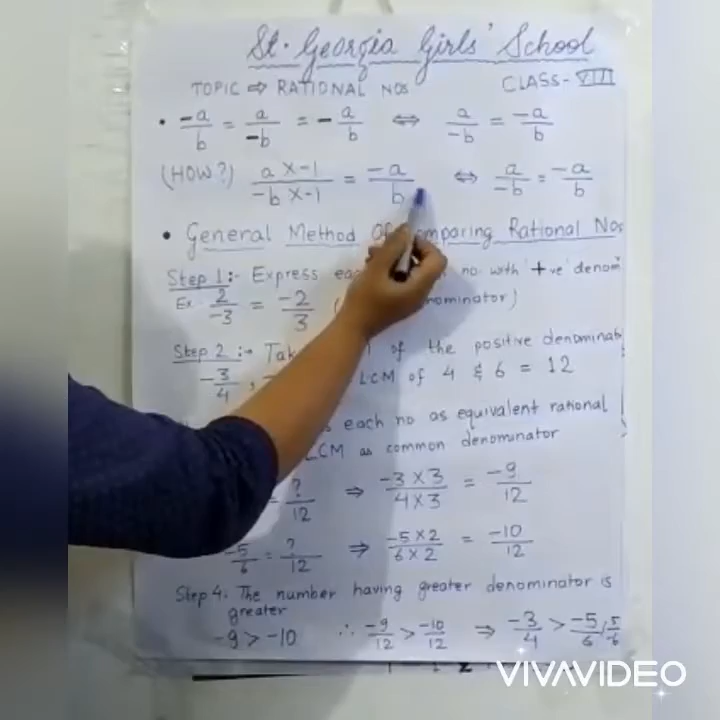 St. Georgia Girls' School
TOPIC ⇒ RATIONAL NOs CLASS-VIII
• -a/b = a/-b = -a/b ⇔ a/-b = -a/b
(HOW?) a × -1/-b × -1 = -a/b ⇔ a/-b = -a/b
• General Method Of Comparing Rational Nos
Step 1:- Express no with '+ve' denom
Ex. 2/-3 = -2/3 (
Step 2:- of the positive denominat
-3/4, LCM of 4 & 6 = 12
each no as equivalent rational
LCM as common denominator
= ?/12 ⇒ -3×3/4×3 = -9/12
-5/6 = ?/12 ⇒ -5×2/6×2 = -10/12
Step 4: The number having greater denominator is
greater
-9 > -10 ∴ -9/12 > -10/12 ⇒ -3/4 > -5/6, 5/-6
VIVAVIDEO